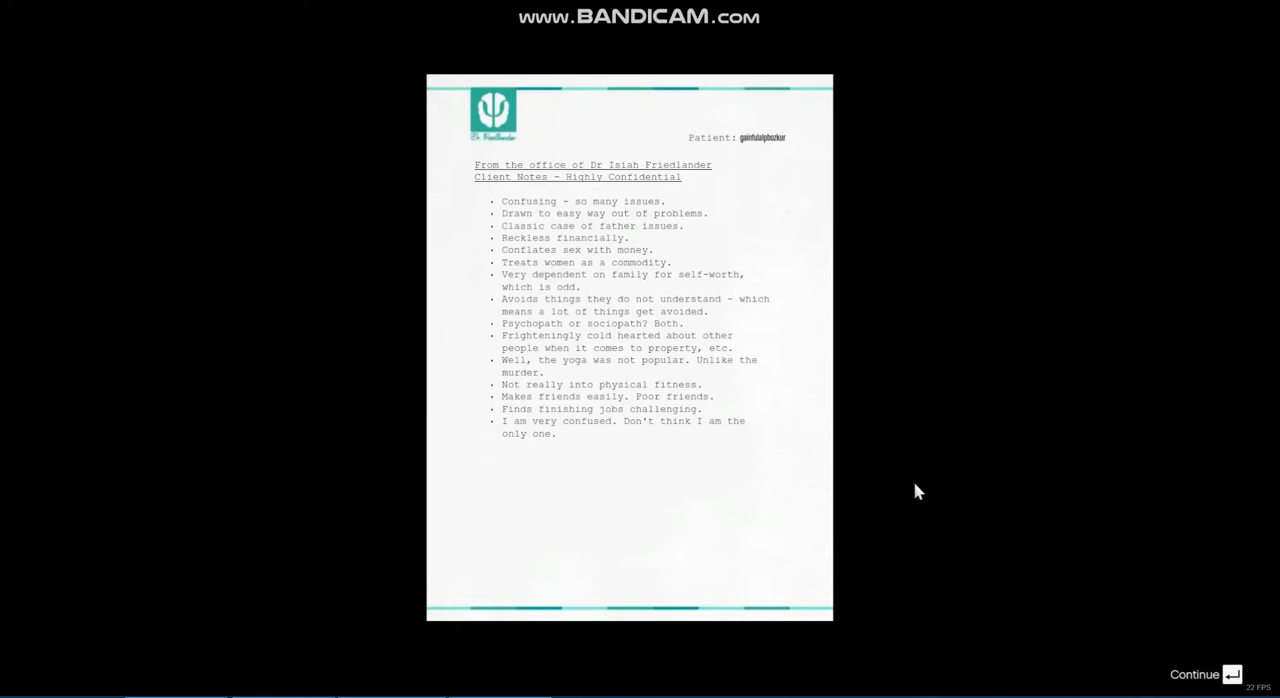 www.BANDICAM.com
Dr. Friedlander
Patient: gainfulalpbozkur
From the office of Dr Isiah Friedlander
Client Notes - Highly Confidential
• Confusing - so many issues.
• Drawn to easy way out of problems.
• Classic case of father issues.
• Reckless financially.
• Conflates sex with money.
• Treats women as a commodity.
• Very dependent on family for self-worth,
which is odd.
• Avoids things they do not understand - which
means a lot of things get avoided.
• Psychopath or sociopath? Both.
• Frighteningly cold hearted about other
people when it comes to property, etc.
• Well, the yoga was not popular. Unlike the
murder.
• Not really into physical fitness.
• Makes friends easily. Poor friends.
• Finds finishing jobs challenging.
• I am very confused. Don't think I am the
only one.
Continue
22 FPS